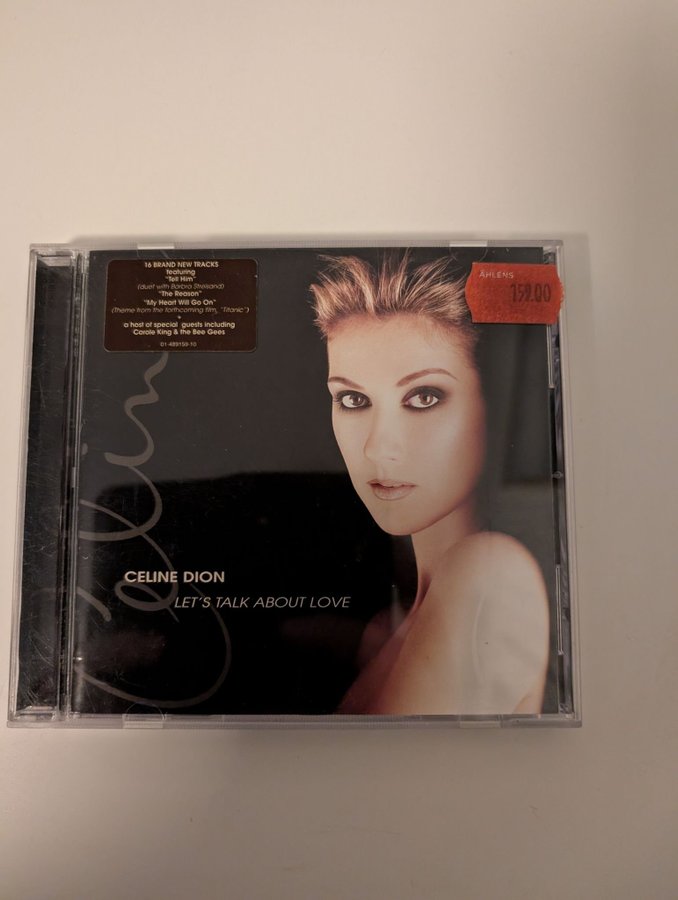 16 BRAND NEW TRACKS
featuring
"Tell Him"
(duet with Barbra Streisand)
"The Reason"
"My Heart Will Go On"
(Theme from the forthcoming film, "Titanic")
+
a host of special guests including
Carole King & the Bee Gees
01-489159-10
ÅHLENS
159.00
Célin
CELINE DION
LET'S TALK ABOUT LOVE